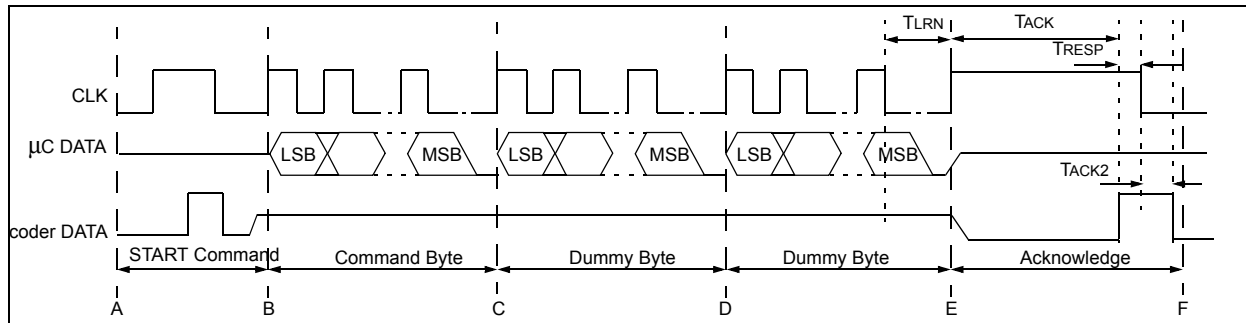 TLRN TACK
TRESP
CLK
μC DATA
LSB MSB LSB MSB LSB MSB
TACK2
coder DATA
START Command Command Byte Dummy Byte Dummy Byte Acknowledge
A B C D E F